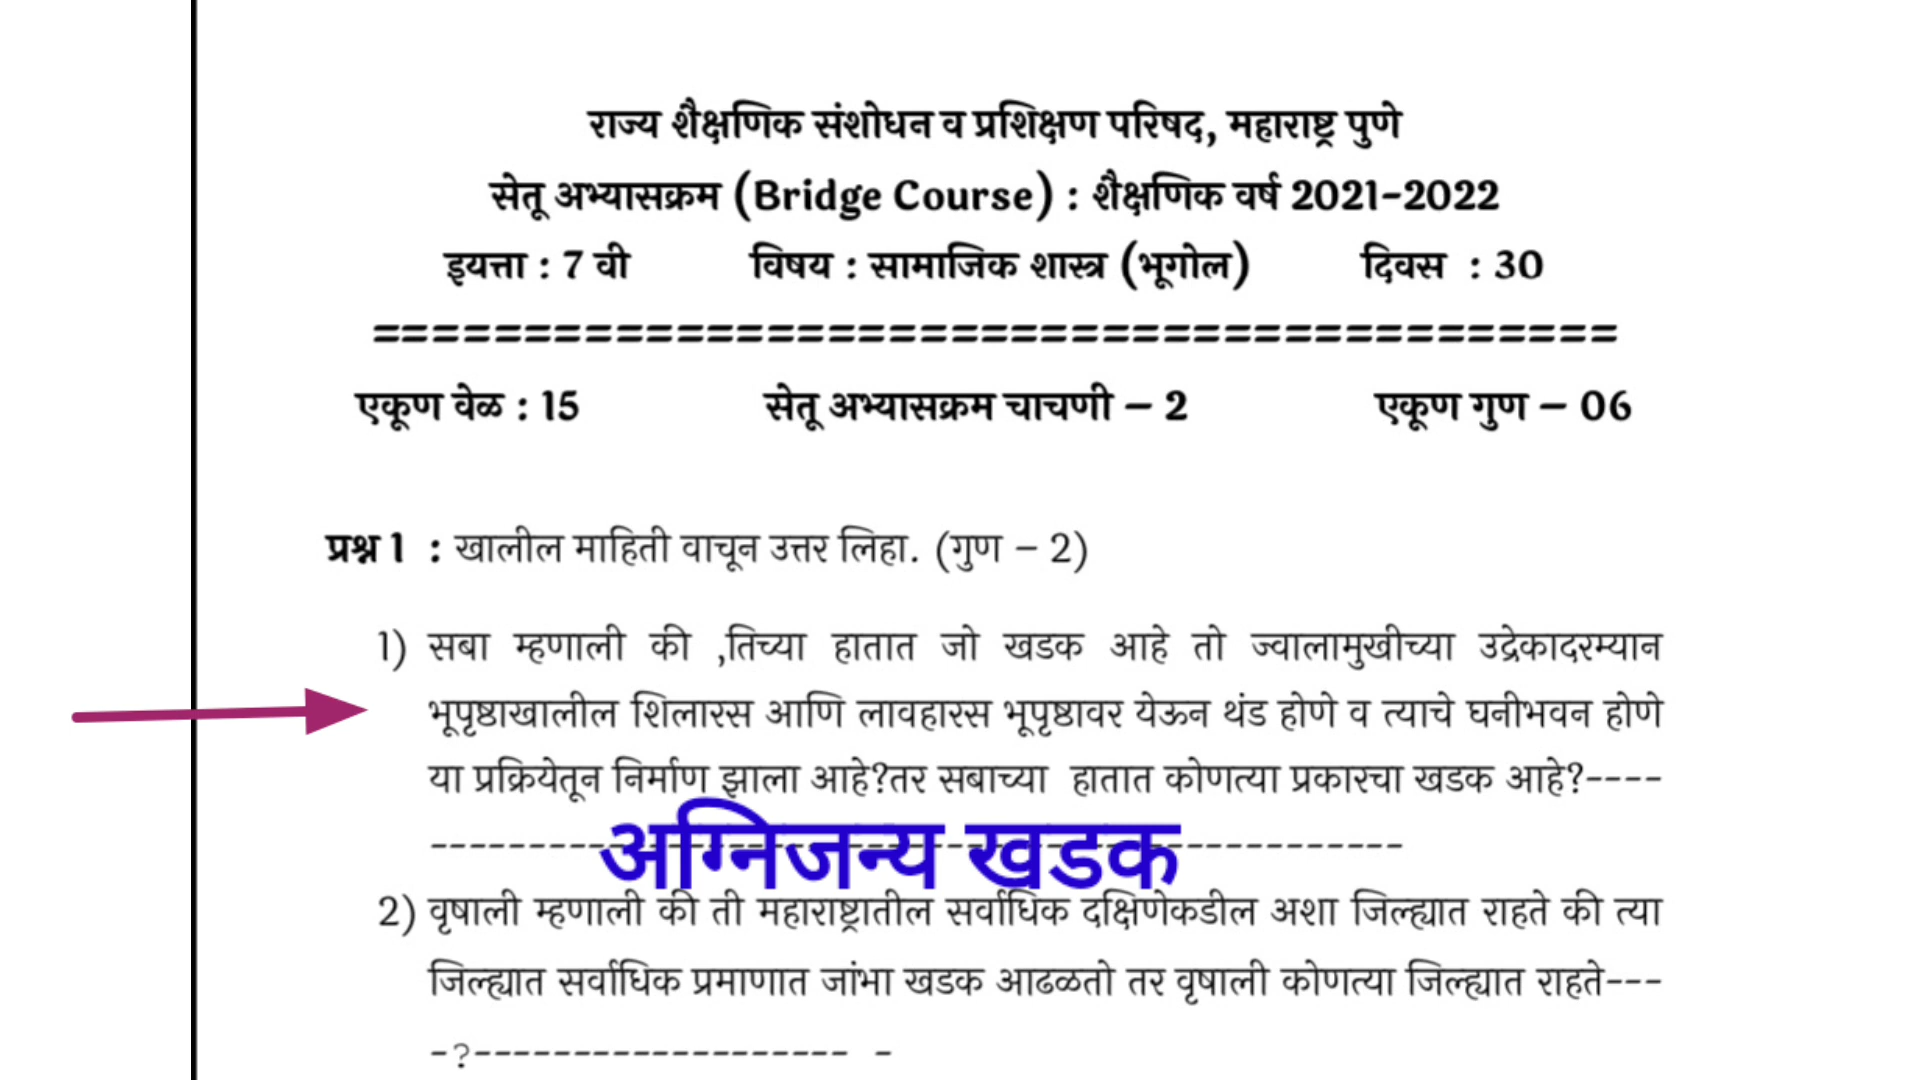 राज्य शैक्षणिक संशोधन व प्रशिक्षण परिषद, महाराष्ट्र पुणे
सेतू अभ्यासक्रम (Bridge Course) : शैक्षणिक वर्ष 2021-2022
इयत्ता : 7 वी विषय : सामाजिक शास्त्र (भूगोल) दिवस : 30
=========================================
एकूण वेळ : 15 सेतू अभ्यासक्रम चाचणी – 2 एकूण गुण – 06
प्रश्न 1 : खालील माहिती वाचून उत्तर लिहा. (गुण – 2)
1) सबा म्हणाली की ,तिच्या हातात जो खडक आहे तो ज्वालामुखीच्या उद्रेकादरम्यान
भूपृष्ठाखालील शिलारस आणि लावहारस भूपृष्ठावर येऊन थंड होणे व त्याचे घनीभवन होणे
या प्रक्रियेतून निर्माण झाला आहे?तर सबाच्या हातात कोणत्या प्रकारचा खडक आहे?----
अग्निजन्य खडक
2) वृषाली म्हणाली की ती महाराष्ट्रातील सर्वाधिक दक्षिणेकडील अशा जिल्ह्यात राहते की त्या
जिल्ह्यात सर्वाधिक प्रमाणात जांभा खडक आढळतो तर वृषाली कोणत्या जिल्ह्यात राहते---
-?------------------- -